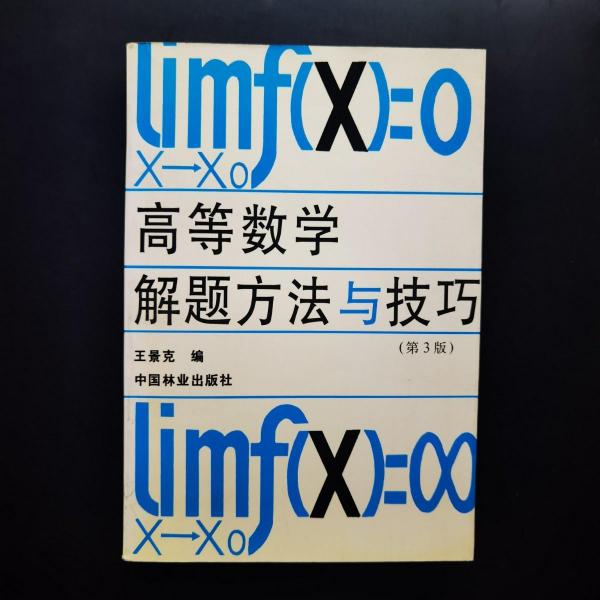 limf(X)=0
X→X₀
高等数学
解题方法与技巧
(第3版)
王景克 编
中国林业出版社
limf(X)=∞
X→X₀